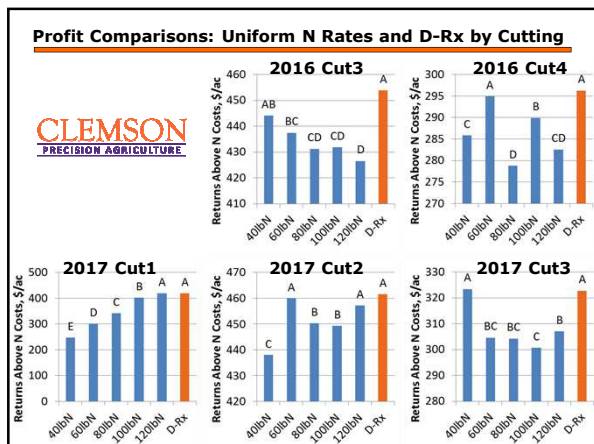 Profit Comparisons: Uniform N Rates and D-Rx by Cutting
CLEMSON
PRECISION AGRICULTURE
2016 Cut3
Returns Above N Costs, $/ac
460
450
440
430
420
410
AB
BC
CD
CD
D
A
40lbN
60lbN
80lbN
100lbN
120lbN
D-Rx
2016 Cut4
Returns Above N Costs, $/ac
300
295
290
285
280
275
270
C
A
D
B
CD
A
40lbN
60lbN
80lbN
100lbN
120lbN
D-Rx
2017 Cut1
Returns Above N Costs, $/ac
500
400
300
200
100
0
E
D
C
B
A
A
40lbN
60lbN
80lbN
100lbN
120lbN
D-Rx
2017 Cut2
Returns Above N Costs, $/ac
470
460
450
440
430
420
C
A
B
B
A
A
40lbN
60lbN
80lbN
100lbN
120lbN
D-Rx
2017 Cut3
Returns Above N Costs, $/ac
330
320
310
300
290
280
A
BC
BC
C
B
A
40lbN
60lbN
80lbN
100lbN
120lbN
D-Rx